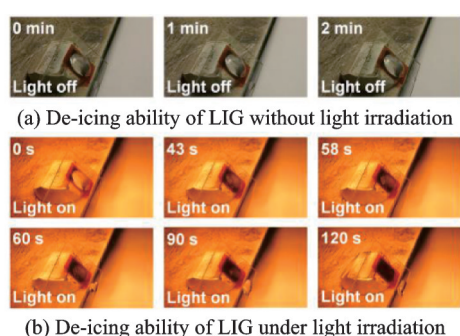 0 min 1 min 2 min
Light off Light off Light off
(a) De-icing ability of LIG without light irradiation
0 s 43 s 58 s
Light on Light on Light on
60 s 90 s 120 s
Light on Light on Light on
(b) De-icing ability of LIG under light irradiation